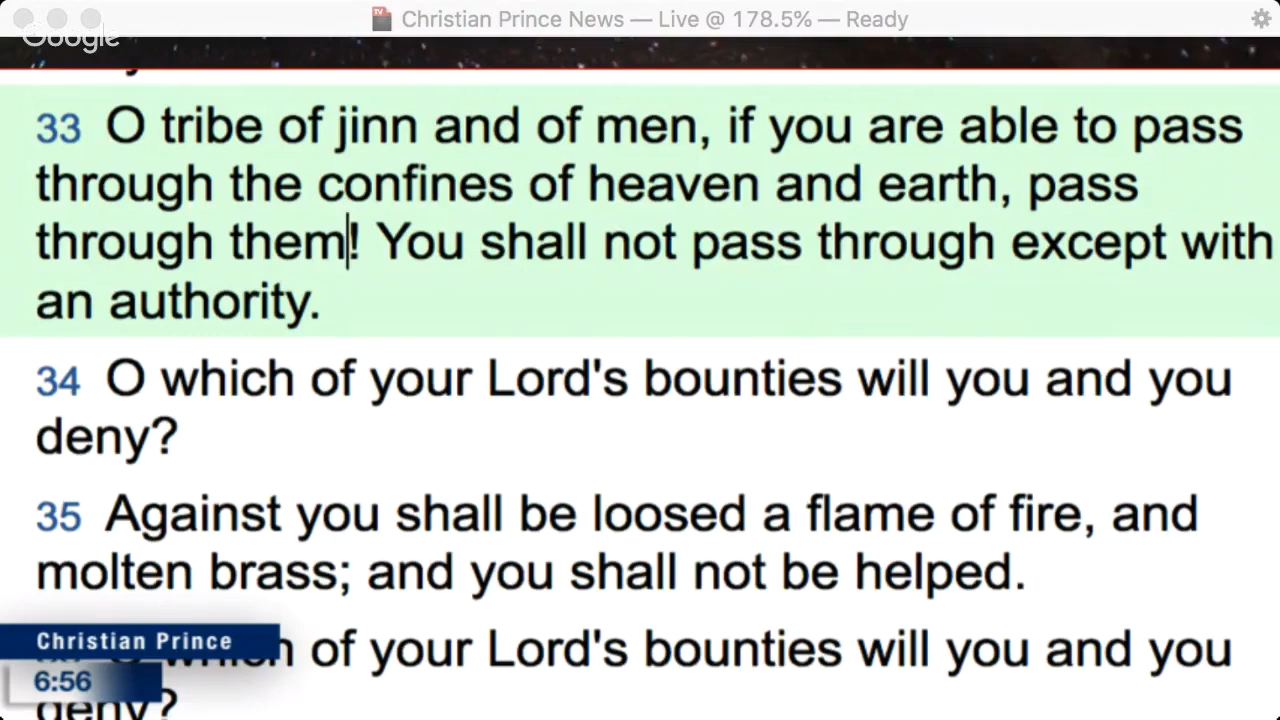 Christian Prince News — Live @ 178.5% — Ready
Google
33 O tribe of jinn and of men, if you are able to pass
through the confines of heaven and earth, pass
through them! You shall not pass through except with
an authority.
34 O which of your Lord's bounties will you and you
deny?
35 Against you shall be loosed a flame of fire, and
molten brass; and you shall not be helped.
of your Lord's bounties will you and you
deny?
Christian Prince
6:56